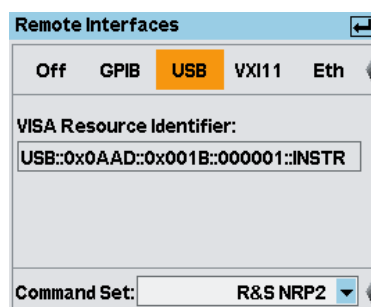 Remote Interfaces
Off GPIB USB VXI11 Eth
VISA Resource Identifier:
USB::0x0AAD::0x001B::000001::INSTR
Command Set: R&S NRP2